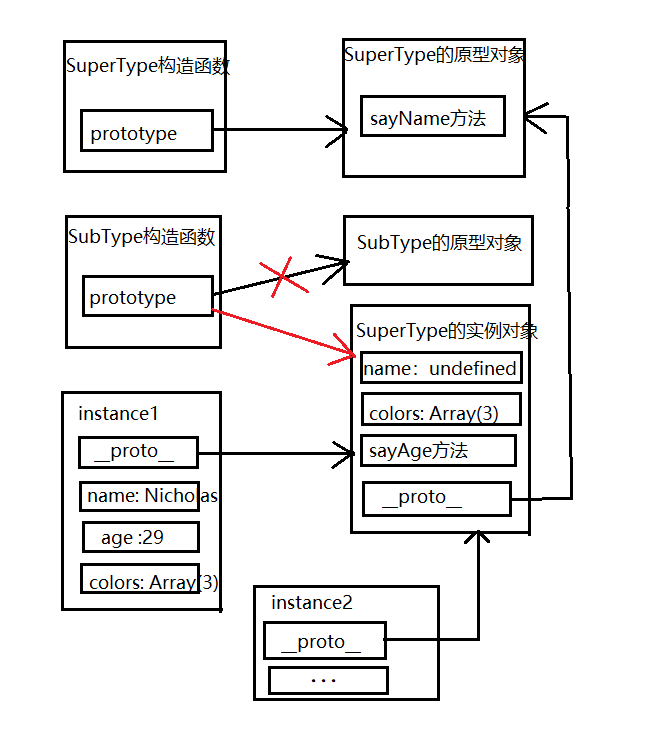 SuperType构造函数
prototype
SuperType的原型对象
sayName方法
SubType构造函数
prototype
SubType的原型对象
SuperType的实例对象
name：undefined
colors: Array(3)
sayAge方法
__proto__
instance1
__proto__
name: Nicholas
age :29
colors: Array(3)
instance2
__proto__
...